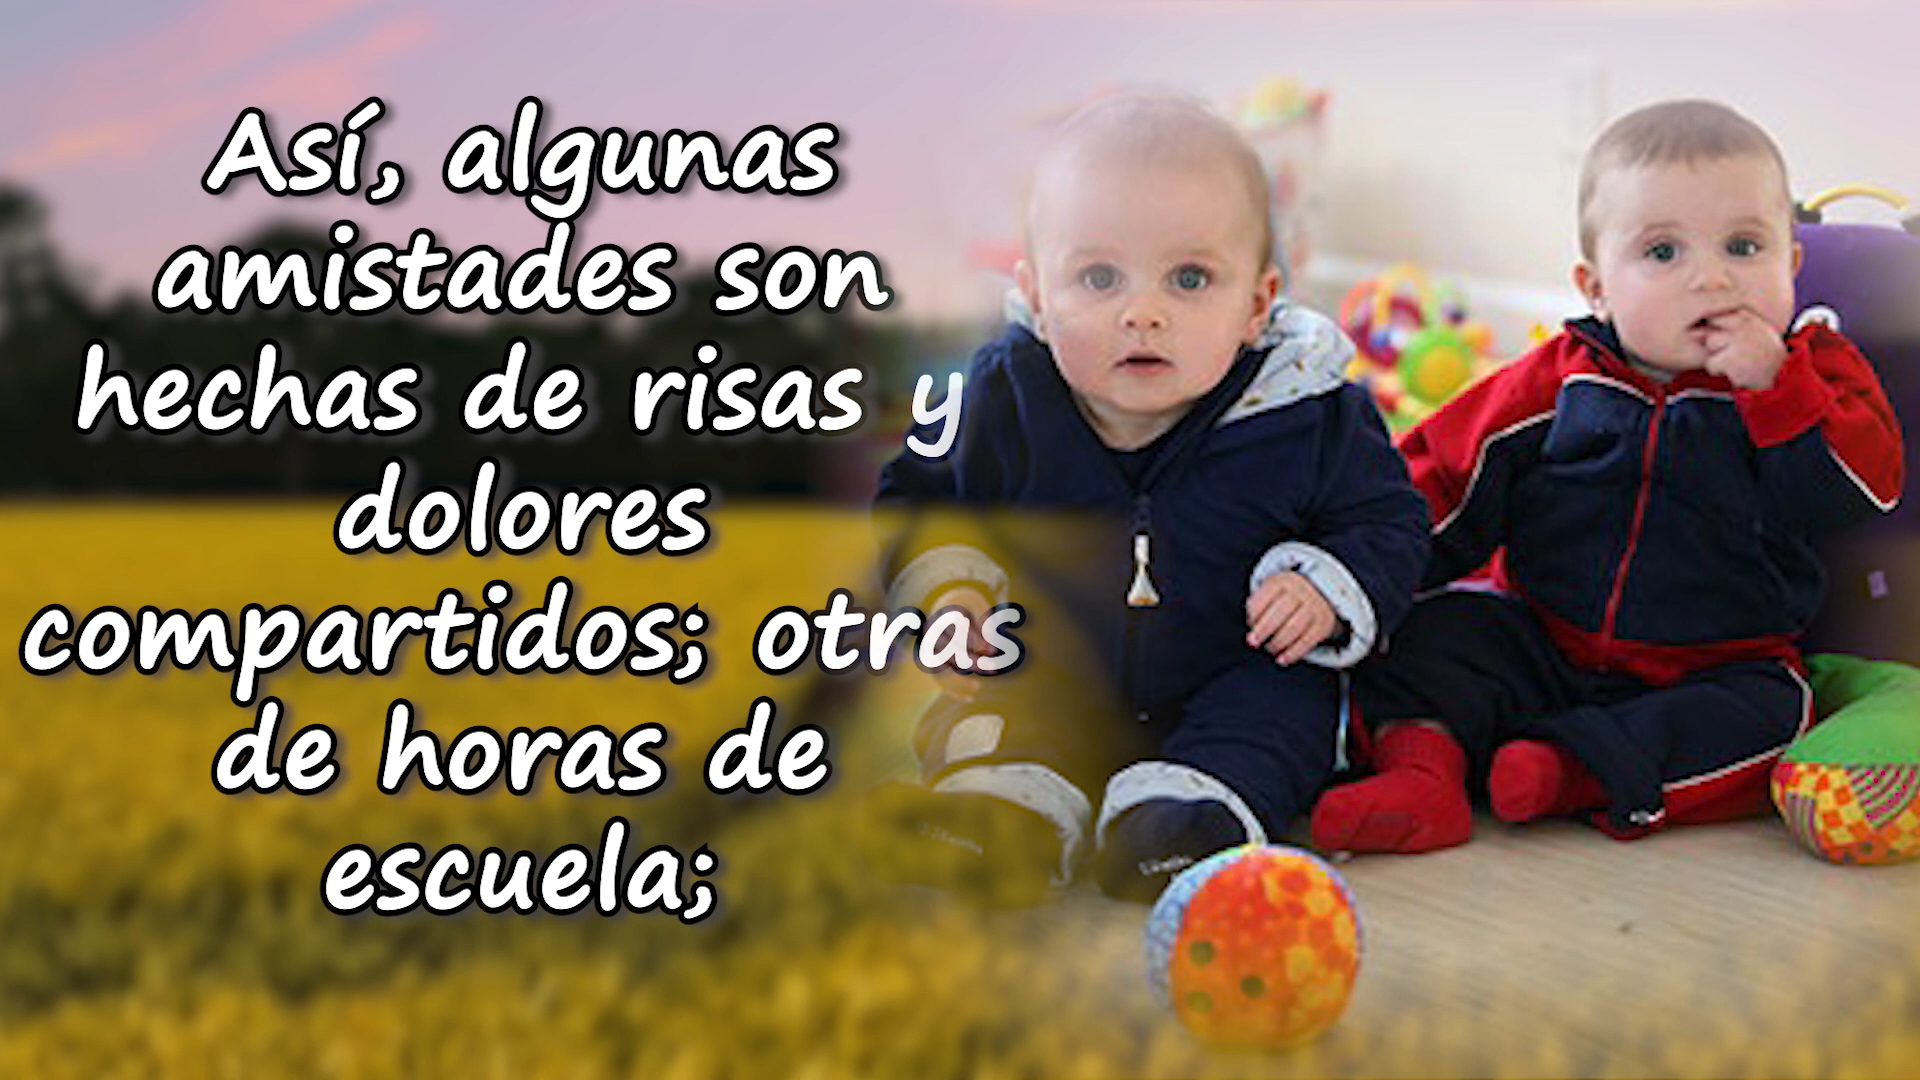 Así, algunas
amistades son
hechas de risas y
dolores
compartidos; otras
de horas de
escuela;